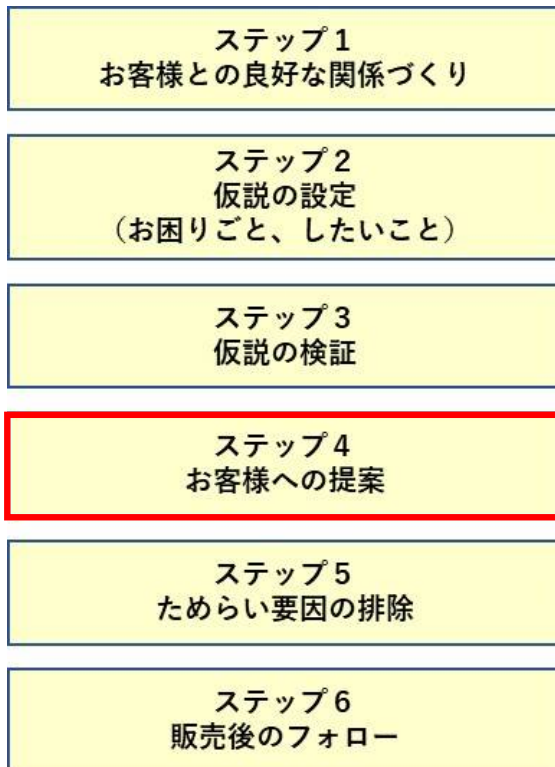 ステップ１
お客様との良好な関係づくり
ステップ２
仮説の設定
（お困りごと、したいこと）
ステップ３
仮説の検証
ステップ４
お客様への提案
ステップ５
ためらい要因の排除
ステップ６
販売後のフォロー